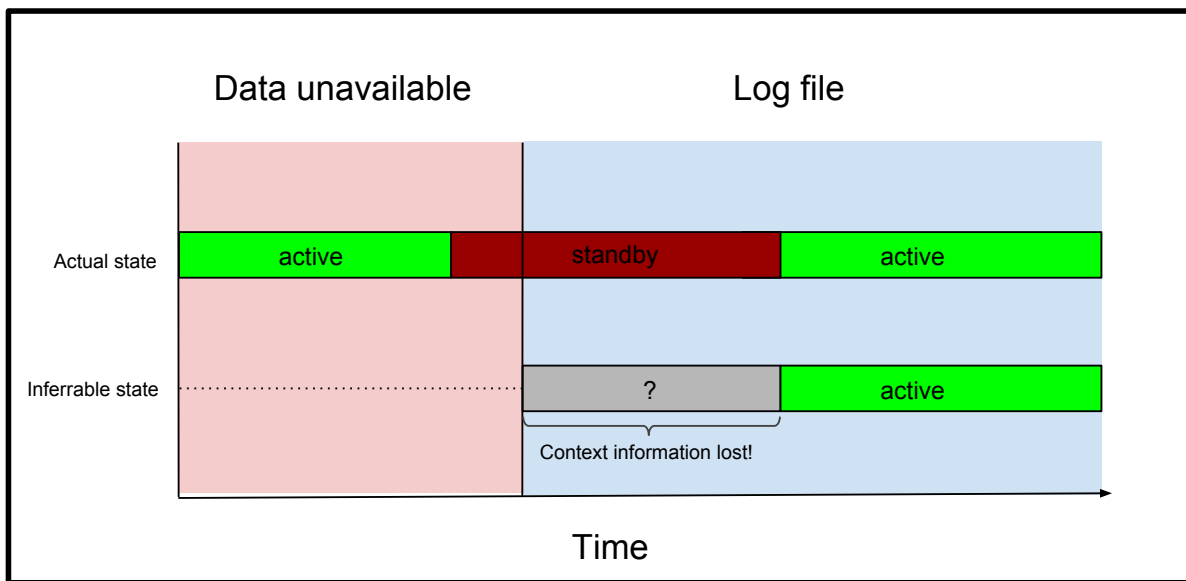 Data unavailable
Log file
Actual state
active
standby
active
Inferrable state
?
active
Context information lost!
Time